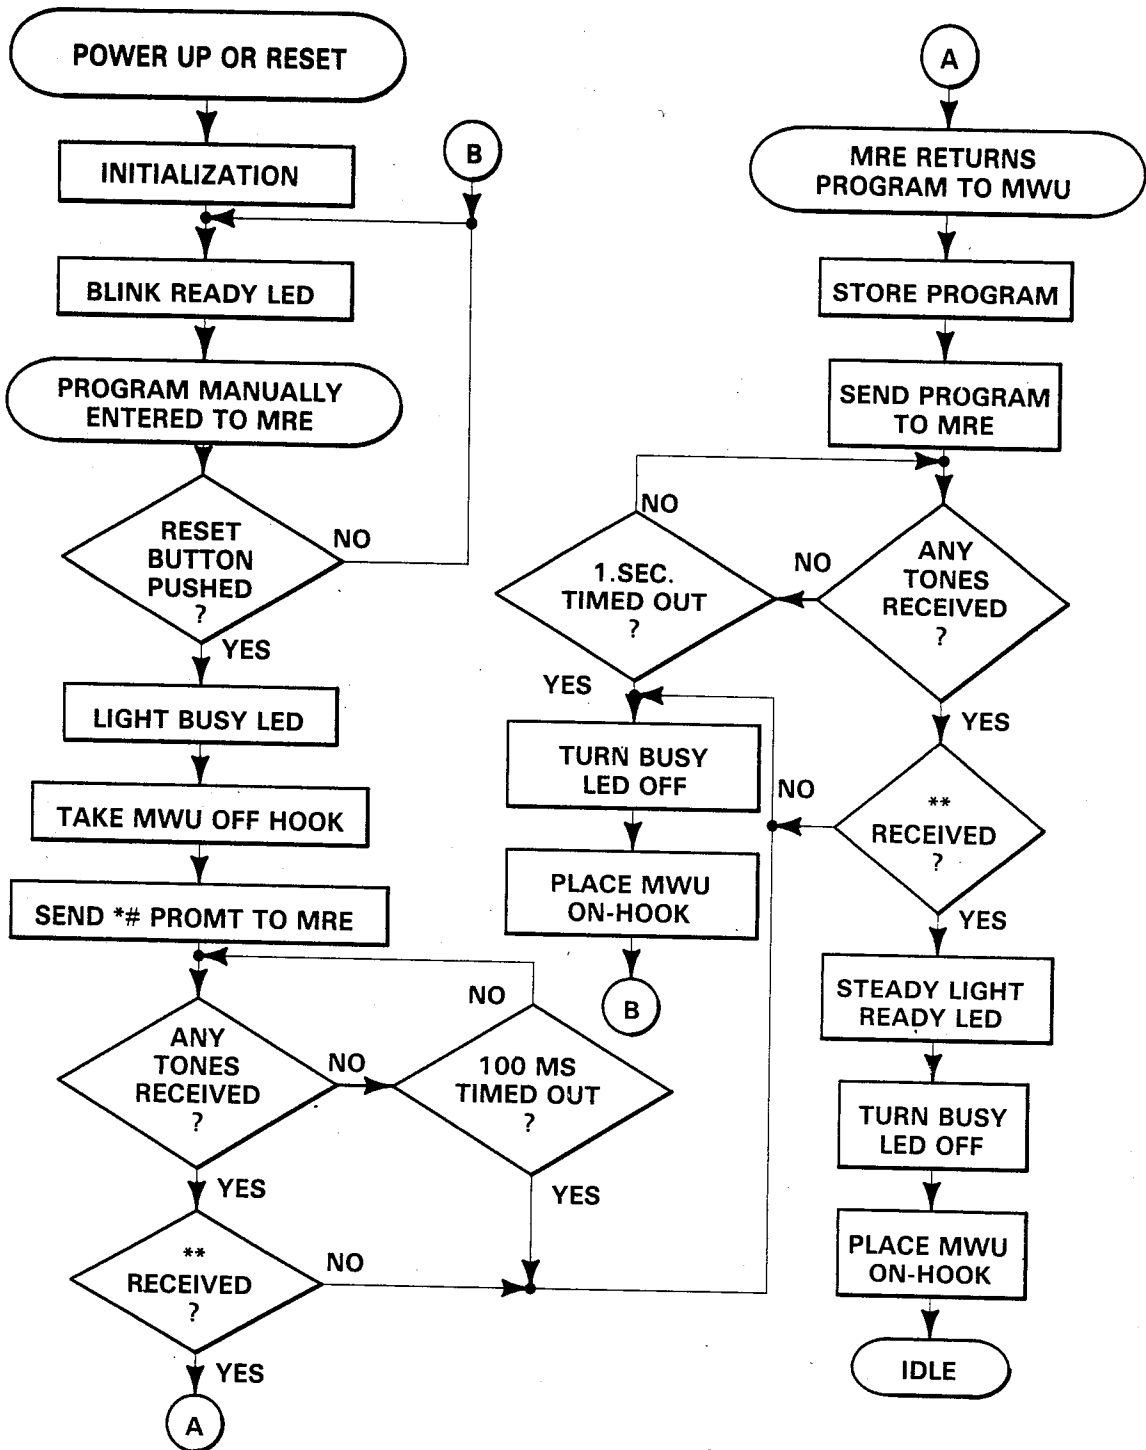 POWER UP OR RESET
INITIALIZATION
B
BLINK READY LED
PROGRAM MANUALLY
ENTERED TO MRE
RESET
BUTTON
PUSHED
?
NO
YES
LIGHT BUSY LED
TAKE MWU OFF HOOK
SEND *# PROMT TO MRE
ANY
TONES
RECEIVED
?
NO
YES
100 MS
TIMED OUT
?
NO
YES
**
RECEIVED
?
NO
YES
A
A
MRE RETURNS
PROGRAM TO MWU
STORE PROGRAM
SEND PROGRAM
TO MRE
ANY
TONES
RECEIVED
?
NO
YES
1.SEC.
TIMED OUT
?
NO
YES
TURN BUSY
LED OFF
PLACE MWU
ON-HOOK
B
**
RECEIVED
?
NO
YES
STEADY LIGHT
READY LED
TURN BUSY
LED OFF
PLACE MWU
ON-HOOK
IDLE